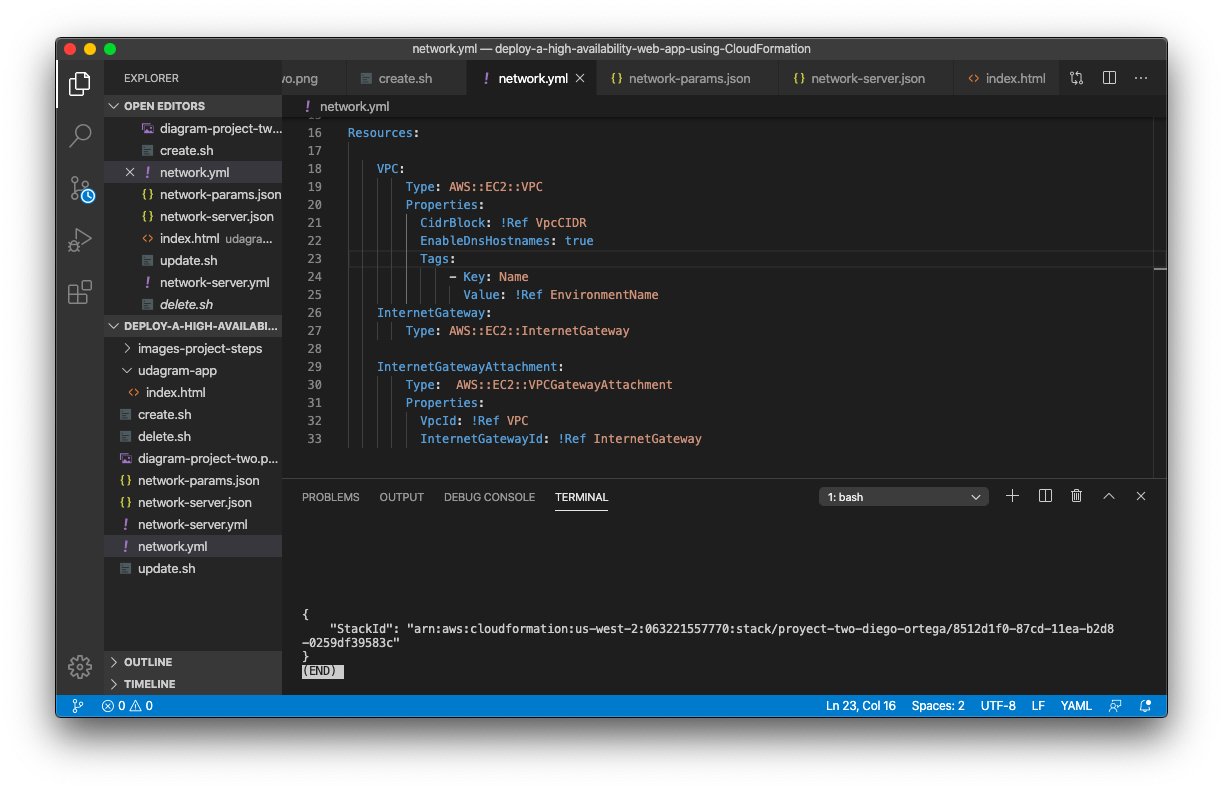 network.yml — deploy-a-high-availability-web-app-using-CloudFormation
EXPLORER
wo.png
create.sh
! network.yml
{} network-params.json
{} network-server.json
<> index.html
...
OPEN EDITORS
diagram-project-tw...
create.sh
! network.yml
{} network-params.json
{} network-server.json
<> index.html udagra...
update.sh
! network-server.yml
delete.sh
DEPLOY-A-HIGH-AVAILABI...
images-project-steps
udagram-app
<> index.html
create.sh
delete.sh
diagram-project-two.p...
{} network-params.json
{} network-server.json
! network-server.yml
! network.yml
update.sh
OUTLINE
TIMELINE
! network.yml
15
16 Resources:
17
18 VPC:
19 Type: AWS::EC2::VPC
20 Properties:
21 CidrBlock: !Ref VpcCIDR
22 EnableDnsHostnames: true
23 Tags:
24 - Key: Name
25 Value: !Ref EnvironmentName
26 InternetGateway:
27 Type: AWS::EC2::InternetGateway
28
29 InternetGatewayAttachment:
30 Type:  AWS::EC2::VPCGatewayAttachment
31 Properties:
32 VpcId: !Ref VPC
33 InternetGatewayId: !Ref InternetGateway
PROBLEMS OUTPUT DEBUG CONSOLE TERMINAL
1: bash
{
"StackId": "arn:aws:cloudformation:us-west-2:063221557770:stack/proyect-two-diego-ortega/8512d1f0-87cd-11ea-b2d8
-0259df39583c"
}
(END)
0 0
Ln 23, Col 16 Spaces: 2 UTF-8 LF YAML